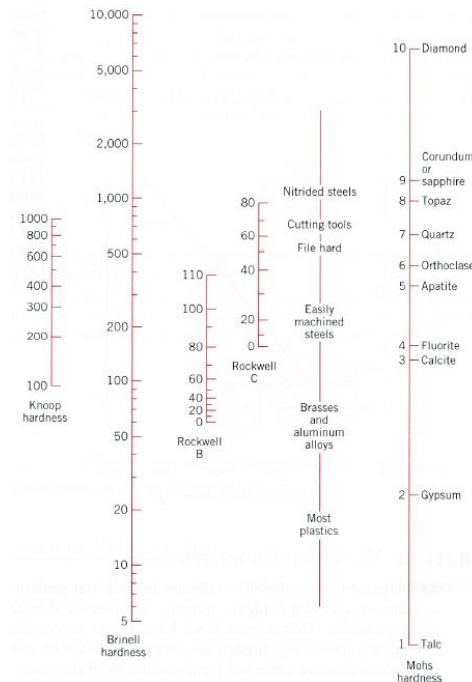 1000
800
600
400
300
200
100
Knoop
hardness
10,000
5,000
2,000
1,000
500
200
100
50
20
10
5
Brinell
hardness
110
100
80
60
40
20
0
Rockwell
B
80
60
40
20
0
Rockwell
C
Nitrided steels
Cutting tools
File hard
Easily
machined
steels
Brasses
and
aluminum
alloys
Most
plastics
10 Diamond
Corundum
or
9 sapphire
8 Topaz
7 Quartz
6 Orthoclase
5 Apatite
4 Fluorite
3 Calcite
2 Gypsum
1 Talc
Mohs
hardness